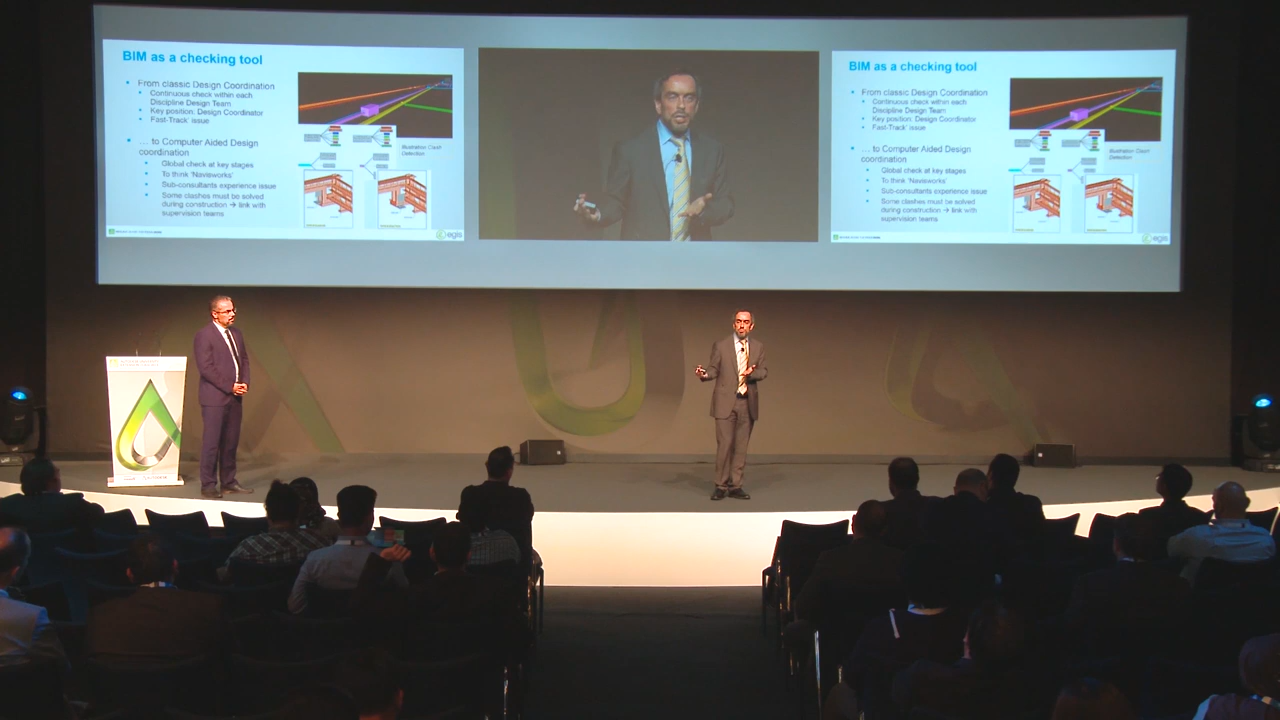 BIM as a checking tool
• From classic Design Coordination
• Continuous check within each
Discipline Design Team
• Key position: Design Coordinator
• Fast-Track' issue
• … to Computer Aided Design
coordination
• Global check at key stages
• To think 'Navisworks'
• Sub-consultants experience issue
• Some clashes must be solved
during construction → link with
supervision teams
Illustration Clash
Detection
egis
BIM as a checking tool
• From classic Design Coordination
• Continuous check within each
Discipline Design Team
• Key position: Design Coordinator
• Fast-Track' issue
• … to Computer Aided Design
coordination
• Global check at key stages
• To think 'Navisworks'
• Sub-consultants experience issue
• Some clashes must be solved
during construction → link with
supervision teams
Illustration Clash
Detection
egis